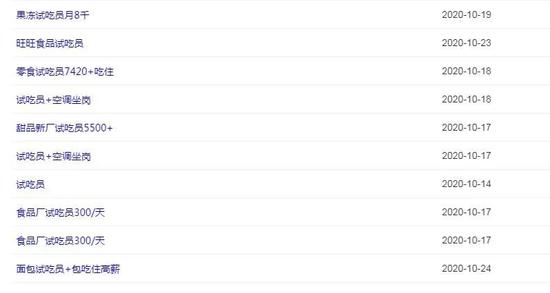 果冻试吃员月8千 2020-10-19
旺旺食品试吃员 2020-10-23
零食试吃员7420+吃住 2020-10-18
试吃员+空调坐岗 2020-10-18
甜品新厂试吃员5500+ 2020-10-17
试吃员+空调坐岗 2020-10-17
试吃员 2020-10-14
食品厂试吃员300/天 2020-10-17
食品厂试吃员300/天 2020-10-17
面包试吃员+包吃住高薪 2020-10-24